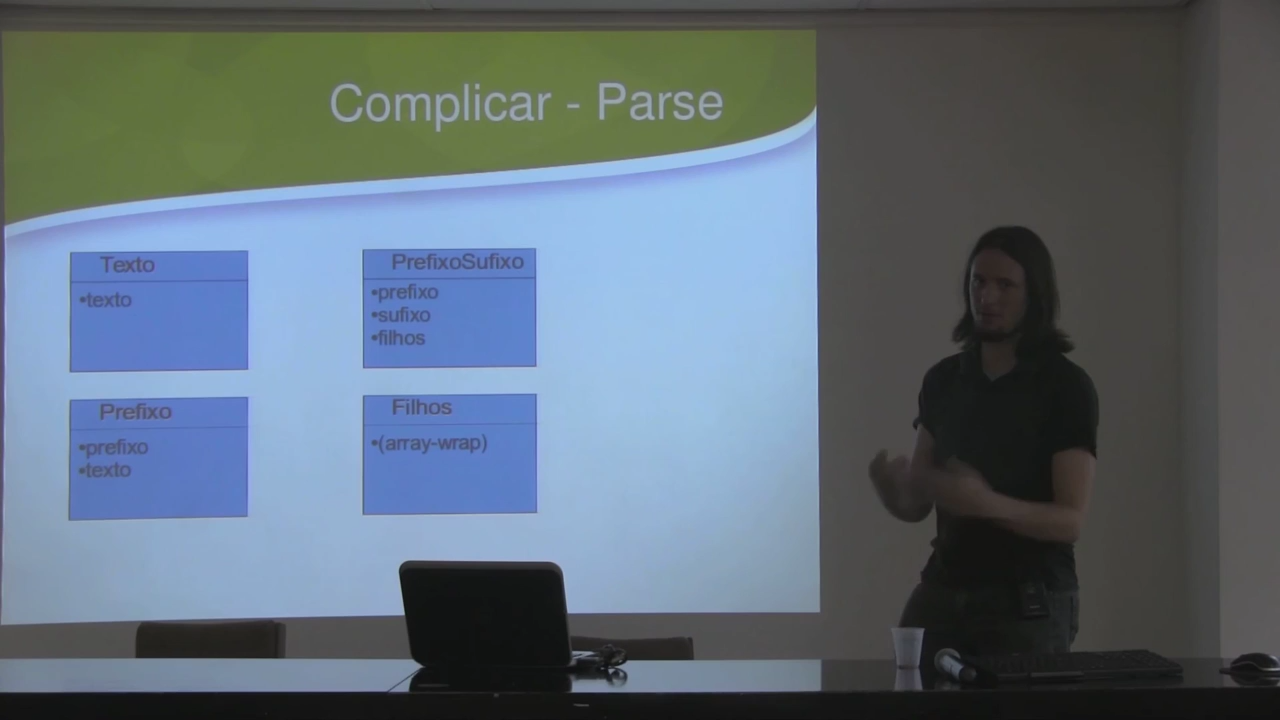 Complicar - Parse
Texto
•texto
PrefixoSufixo
•prefixo
•sufixo
•filhos
Prefixo
•prefixo
•texto
Filhos
•(array-wrap)